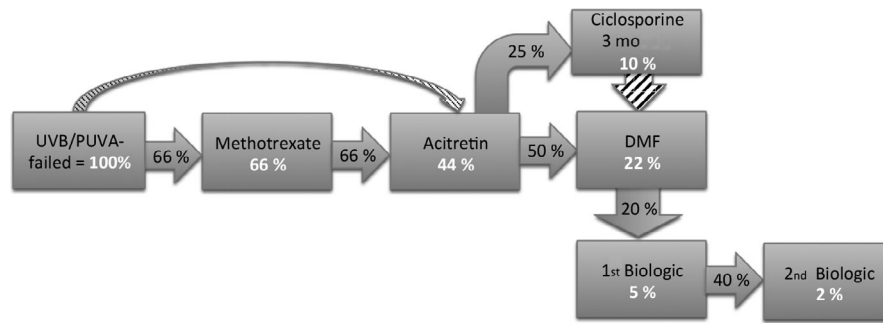 Ciclosporine
3 mo
10 %
25 %
UVB/PUVA-
failed = 100%
66 %
Methotrexate
66 %
66 %
Acitretin
44 %
50 %
DMF
22 %
20 %
1st Biologic
5 %
40 %
2nd Biologic
2 %